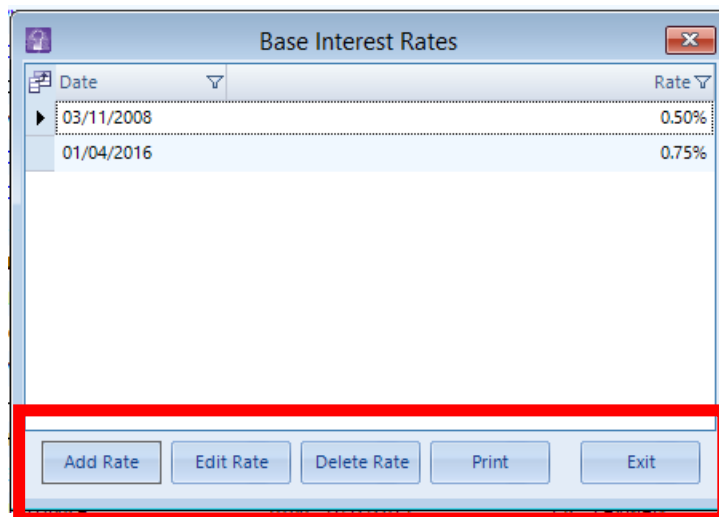 Base Interest Rates
Date Rate
03/11/2008 0.50%
01/04/2016 0.75%
Add Rate Edit Rate Delete Rate Print Exit